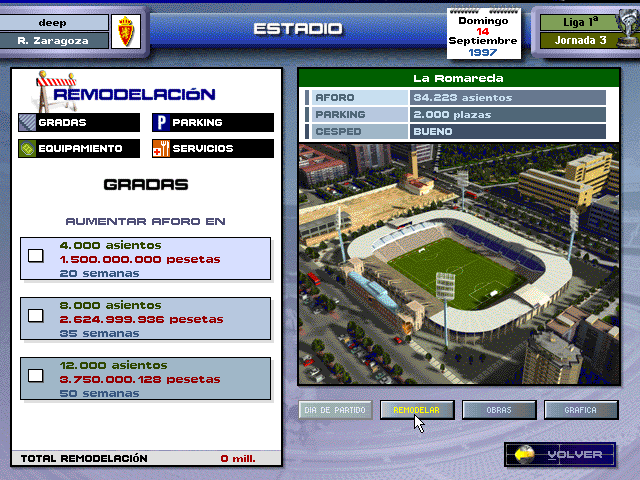 deep
R. Zaragoza
ESTADIO
Domingo
14
Septiembre
1997
Liga 1ª
Jornada 3
REMODELACIóN
GRADAS
PARKING
EQUIPAMIENTO
SERVICIOS
GRADAS
AUMENTAR AFORO EN
4.000 asientos
1.500.000.000 pesetas
20 semanas
8.000 asientos
2.624.999.936 pesetas
35 semanas
12.000 asientos
3.750.000.128 pesetas
50 semanas
TOTAL REMODELACIóN 0 mill.
La Romareda
AFORO 34.223 asientos
PARKING 2.000 plazas
CESPED BUENO
DIA DE PARTIDO
REMODELAR
OBRAS
GRAFICA
VOLVER